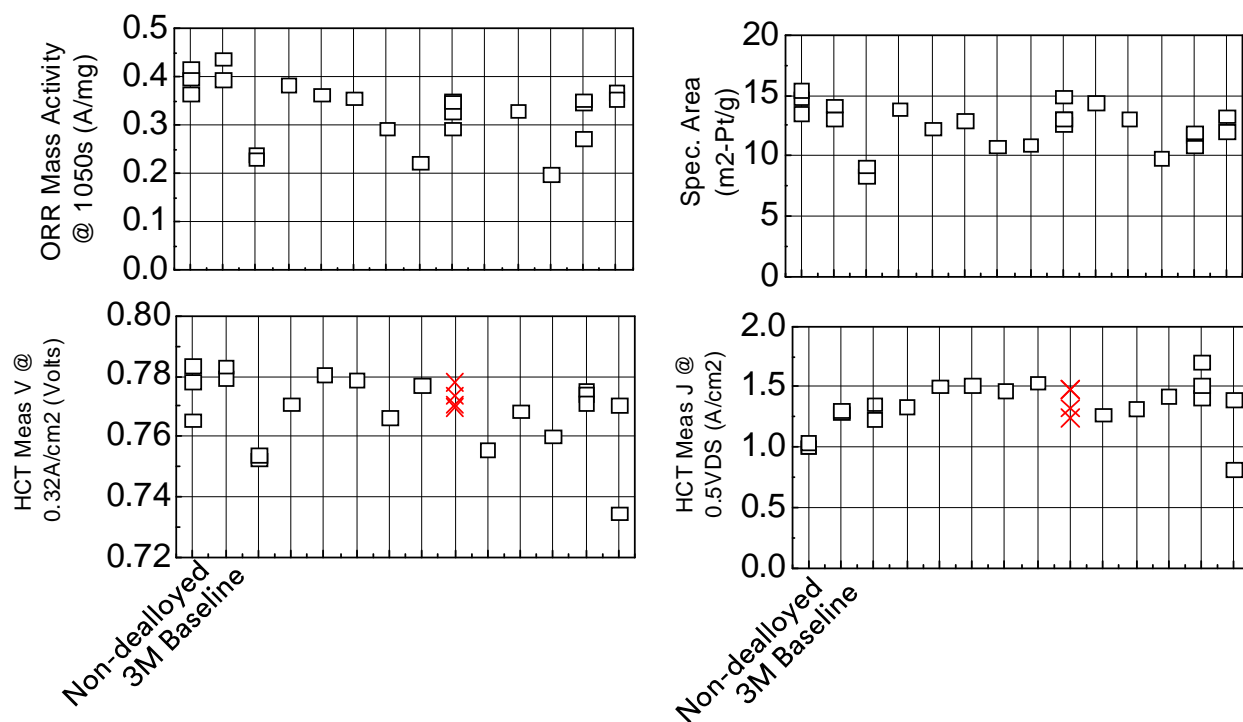 ORR Mass Activity
@ 1050s (A/mg)
0.5
0.4
0.3
0.2
0.1
0.0
Spec. Area
(m2-Pt/g)
20
15
10
5
0
HCT Meas V @
0.32A/cm2 (Volts)
0.80
0.78
0.76
0.74
0.72
Non-dealloyed
3M Baseline
HCT Meas J @
0.5VDS (A/cm2)
2.0
1.5
1.0
0.5
0.0
Non-dealloyed
3M Baseline